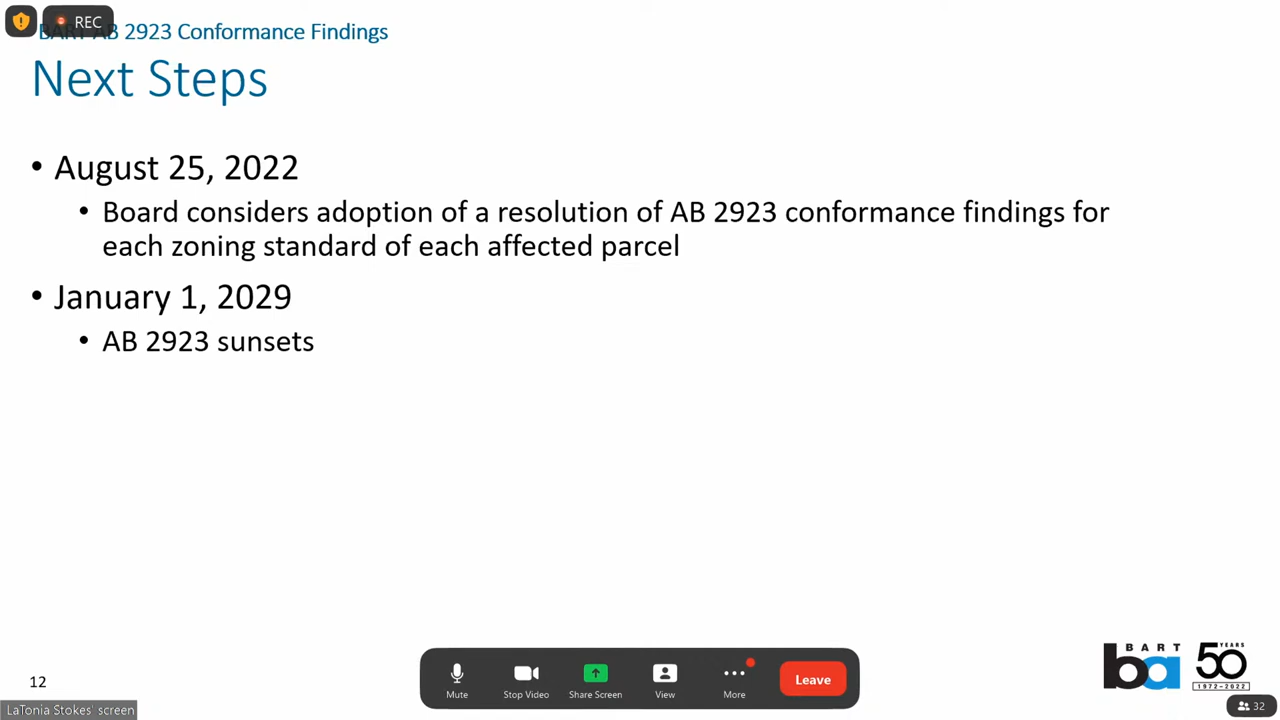 REC
BART AB 2923 Conformance Findings
Next Steps
• August 25, 2022
• Board considers adoption of a resolution of AB 2923 conformance findings for
each zoning standard of each affected parcel
• January 1, 2029
• AB 2923 sunsets
12
LaTonia Stokes' screen
Mute
Stop Video
Share Screen
View
More
Leave
BART
ba
50
YEARS
1972-2022
32